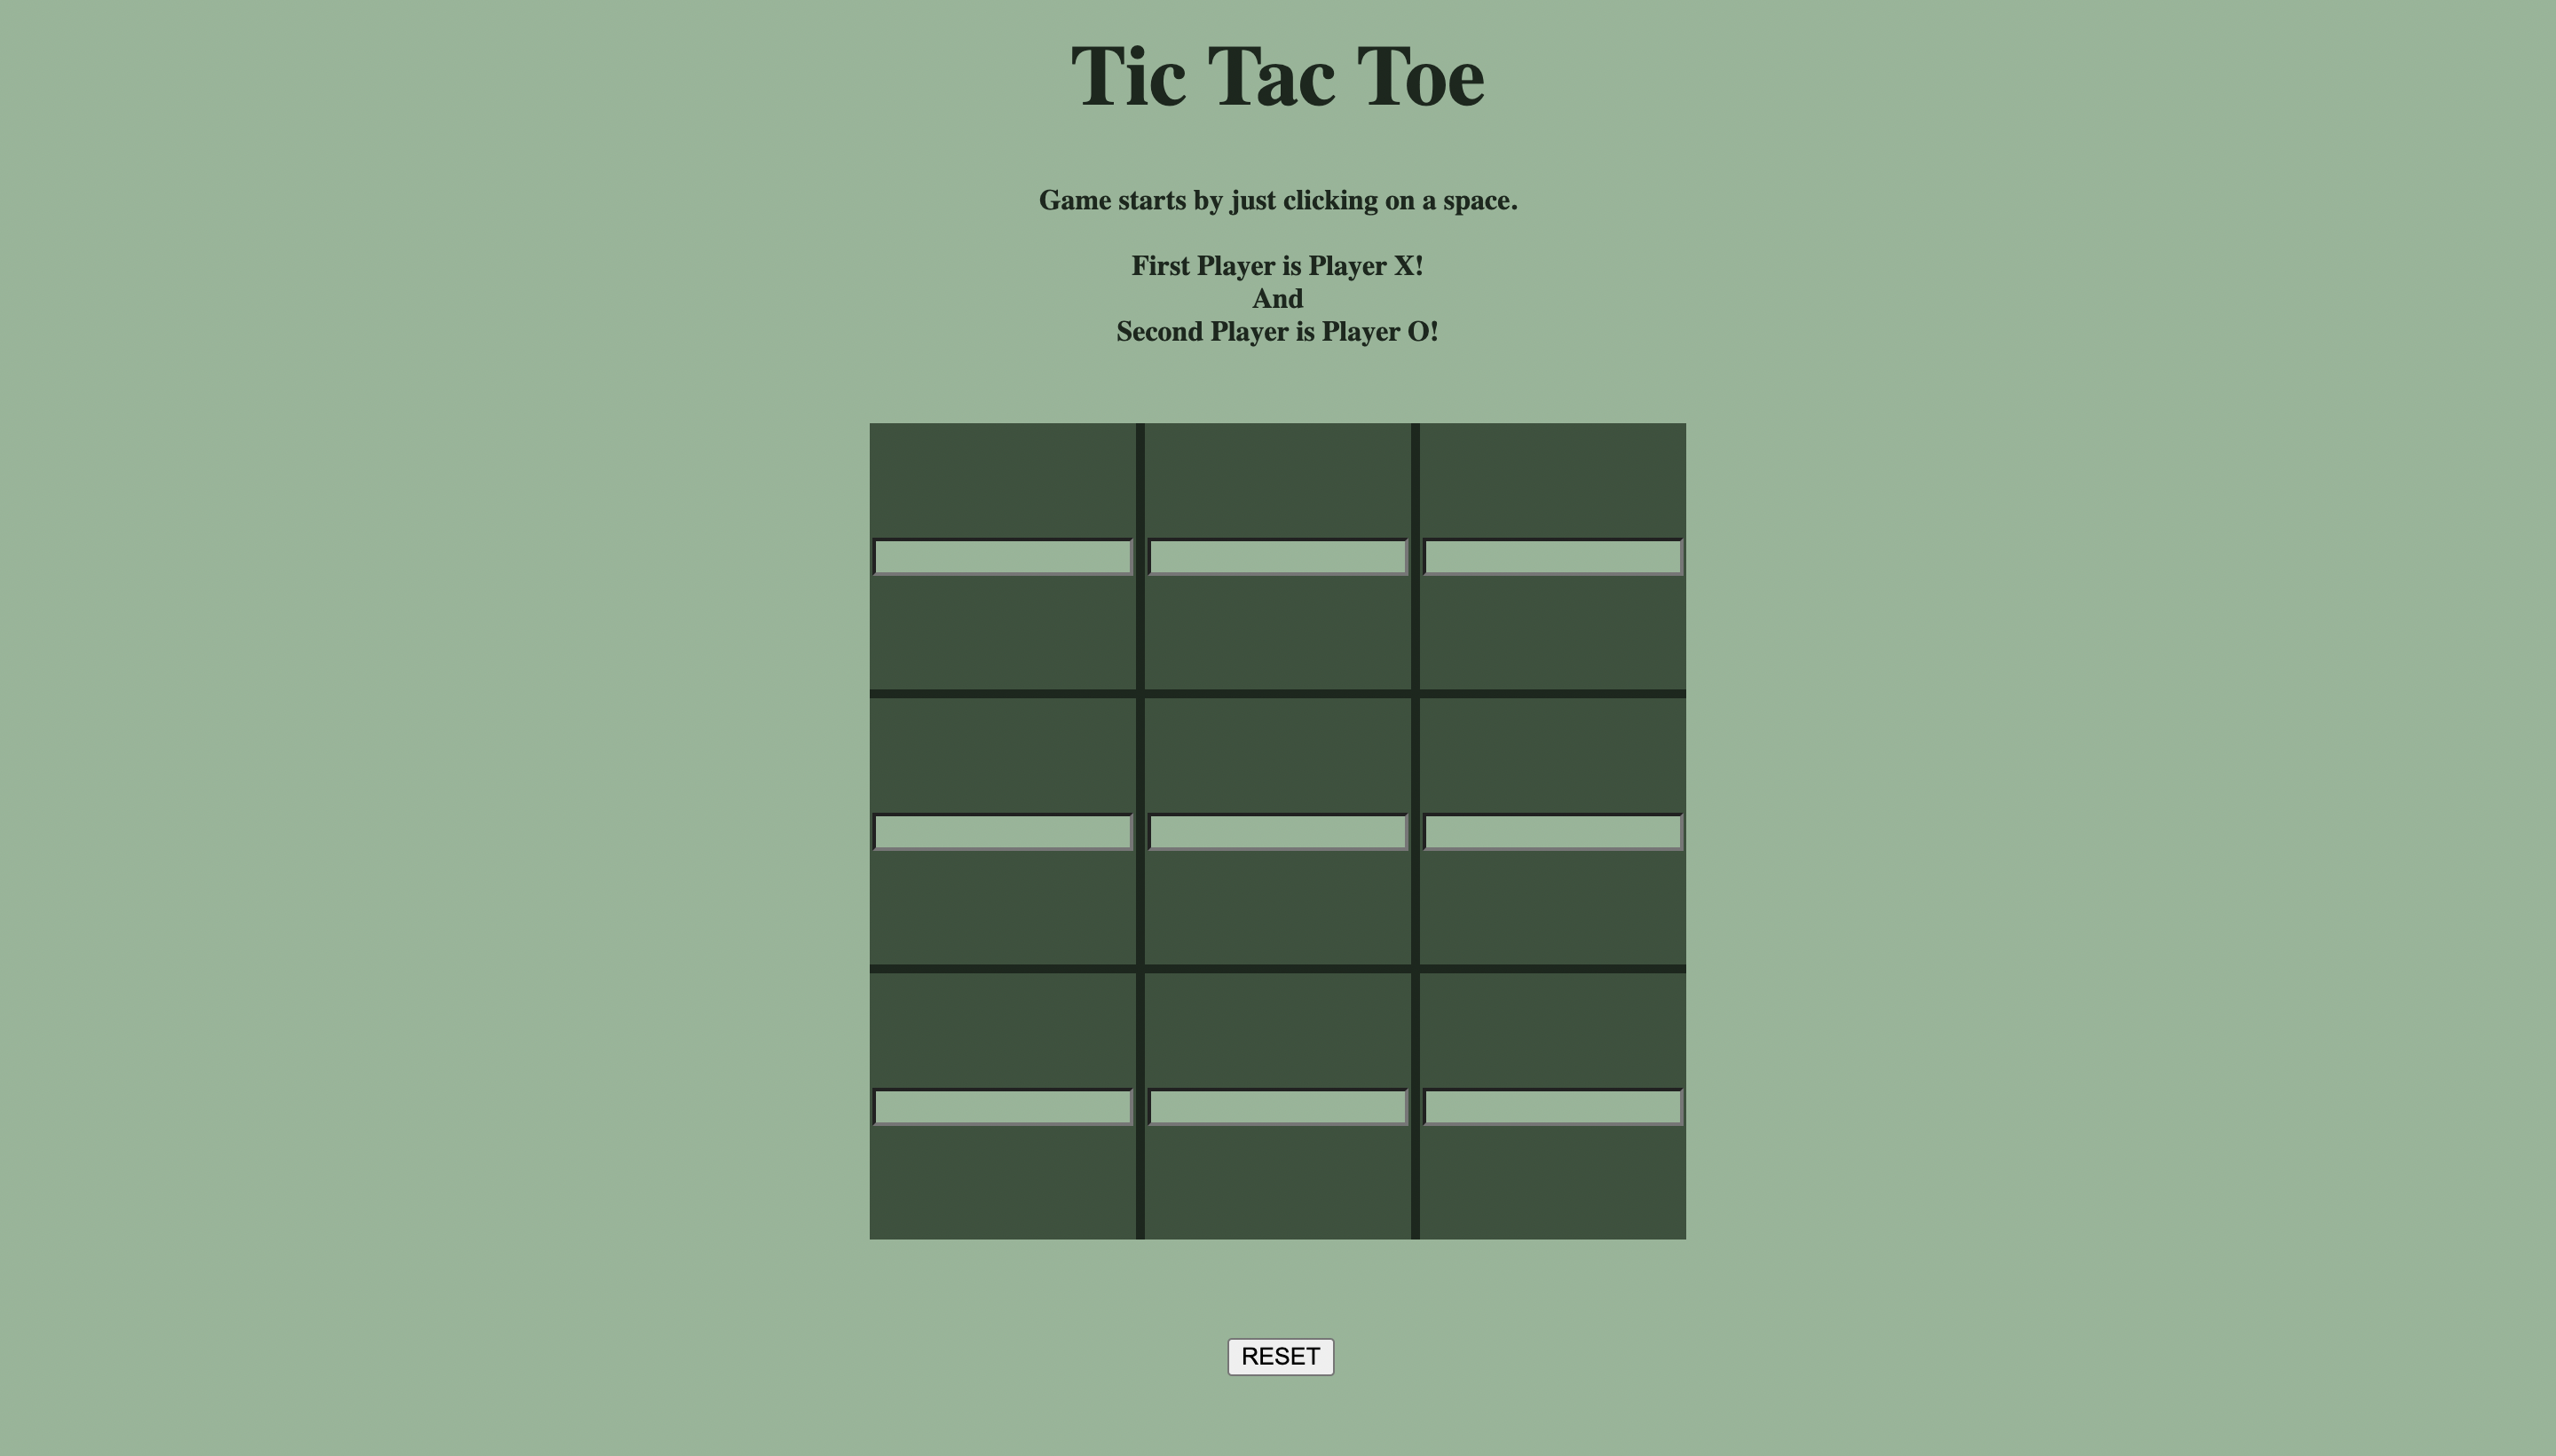 Tic Tac Toe
Game starts by just clicking on a space.
First Player is Player X!
And
Second Player is Player O!
RESET